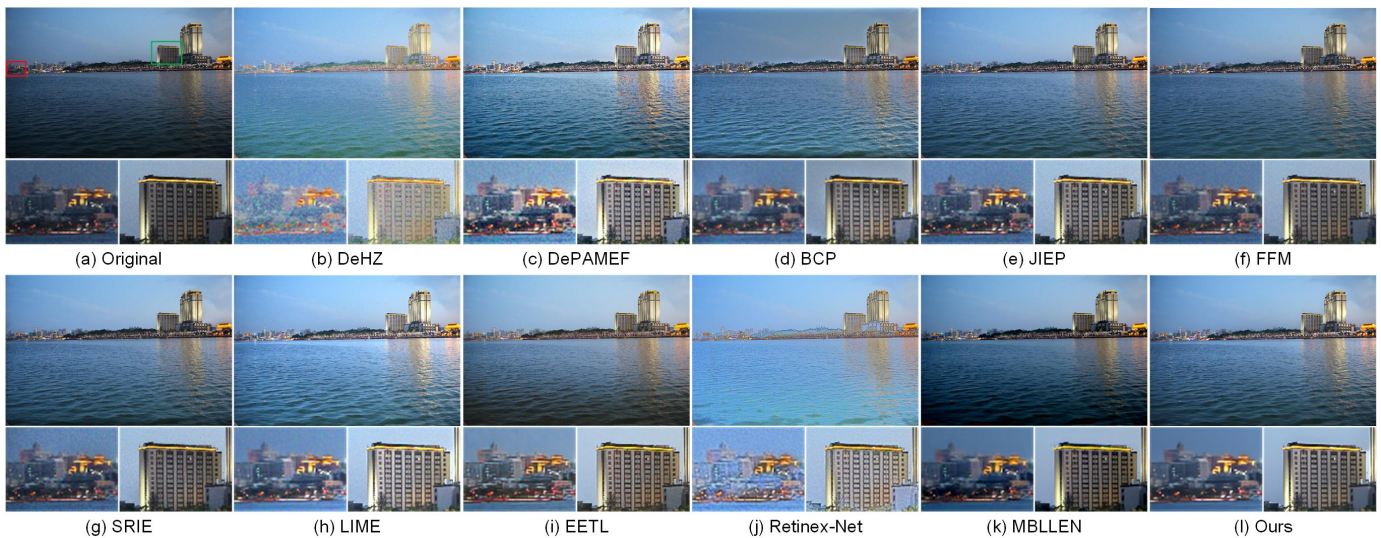 (a) Original (b) DeHZ (c) DePAMEF (d) BCP (e) JIEP (f) FFM
(g) SRIE (h) LIME (i) EETL (j) Retinex-Net (k) MBLLEN (l) Ours